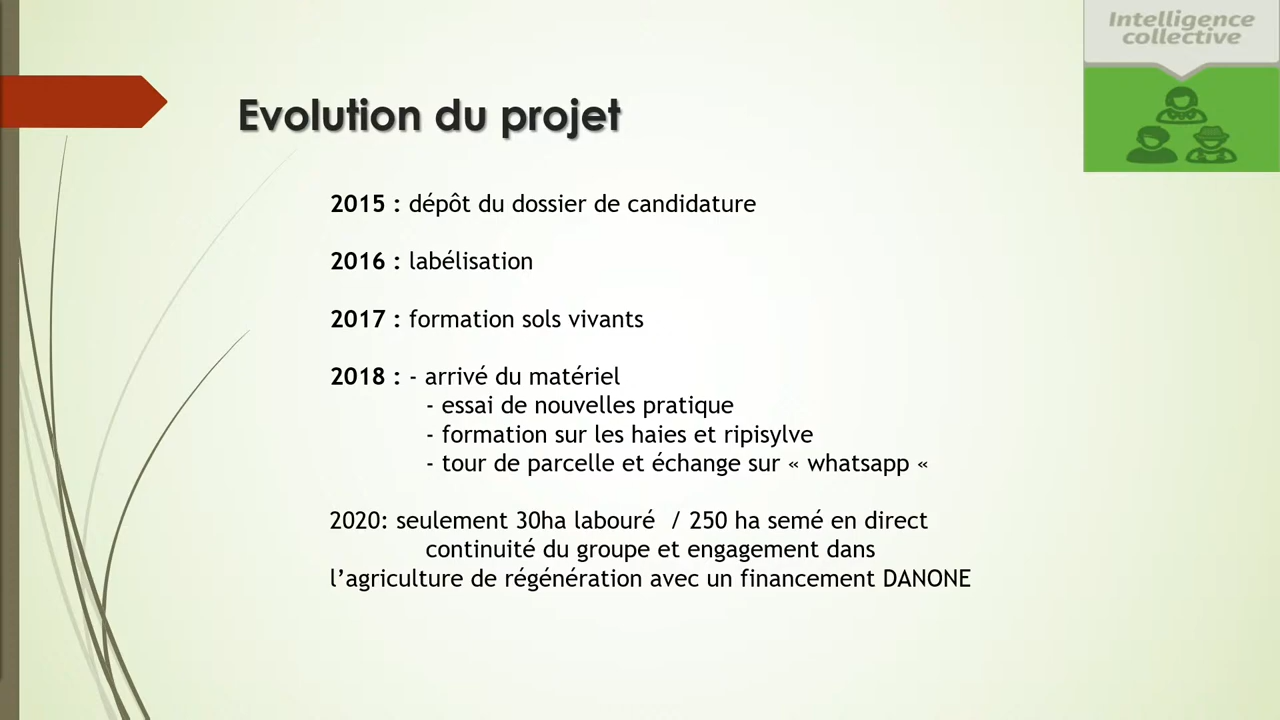 Intelligence
collective
Evolution du projet
2015 : dépôt du dossier de candidature
2016 : labélisation
2017 : formation sols vivants
2018 : - arrivé du matériel
- essai de nouvelles pratique
- formation sur les haies et ripisylve
- tour de parcelle et échange sur « whatsapp «
2020: seulement 30ha labouré / 250 ha semé en direct
continuité du groupe et engagement dans
l’agriculture de régénération avec un financement DANONE